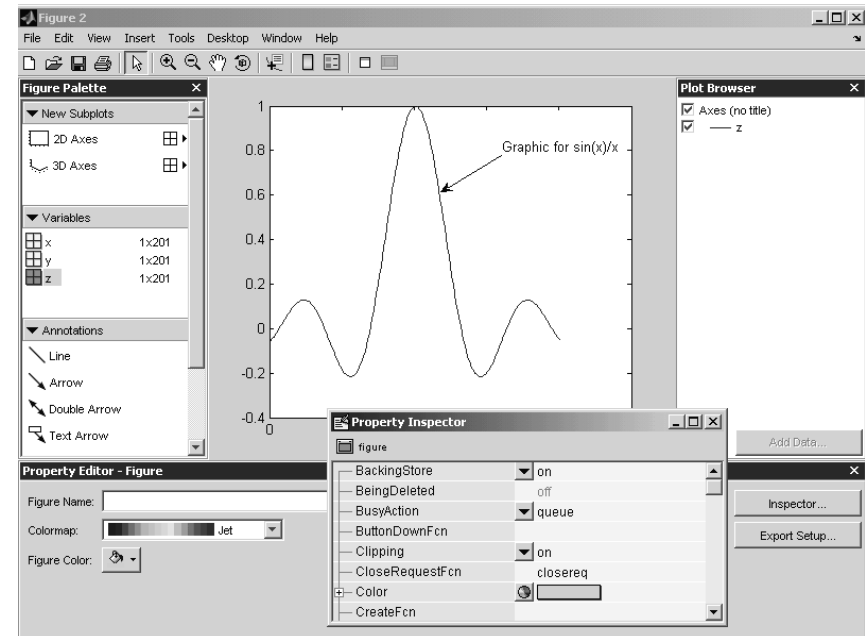 Figure 2
File Edit View Insert Tools Desktop Window Help
Figure Palette
New Subplots
2D Axes
3D Axes
Variables
x 1x201
y 1x201
z 1x201
Annotations
Line
Arrow
Double Arrow
Text Arrow
1
0.8
0.6
0.4
0.2
0
-0.2
-0.4
0
Graphic for sin(x)/x
Plot Browser
Axes (no title)
z
Add Data...
Property Editor - Figure
Figure Name:
Colormap: Jet
Figure Color:
Property Inspector
figure
BackingStore on
BeingDeleted off
BusyAction queue
ButtonDownFcn
Clipping on
CloseRequestFcn closereq
Color
CreateFcn
Inspector...
Export Setup...